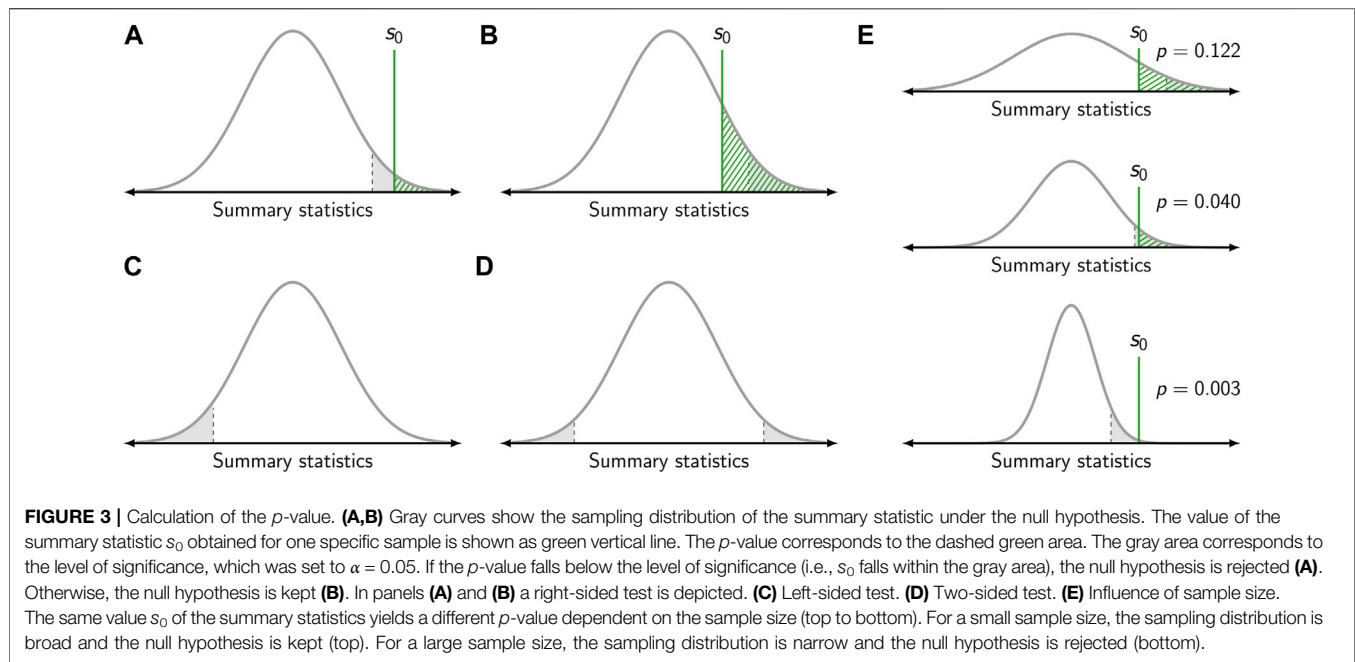 A
s₀
Summary statistics
B
s₀
Summary statistics
C
Summary statistics
D
Summary statistics
E
s₀
p = 0.122
Summary statistics
s₀
p = 0.040
Summary statistics
s₀
p = 0.003
Summary statistics
FIGURE 3 | Calculation of the p-value. (A,B) Gray curves show the sampling distribution of the summary statistic under the null hypothesis. The value of the
summary statistic s₀ obtained for one specific sample is shown as green vertical line. The p-value corresponds to the dashed green area. The gray area corresponds to
the level of significance, which was set to α = 0.05. If the p-value falls below the level of significance (i.e., s₀ falls within the gray area), the null hypothesis is rejected (A).
Otherwise, the null hypothesis is kept (B). In panels (A) and (B) a right-sided test is depicted. (C) Left-sided test. (D) Two-sided test. (E) Influence of sample size.
The same value s₀ of the summary statistics yields a different p-value dependent on the sample size (top to bottom). For a small sample size, the sampling distribution is
broad and the null hypothesis is kept (top). For a large sample size, the sampling distribution is narrow and the null hypothesis is rejected (bottom).